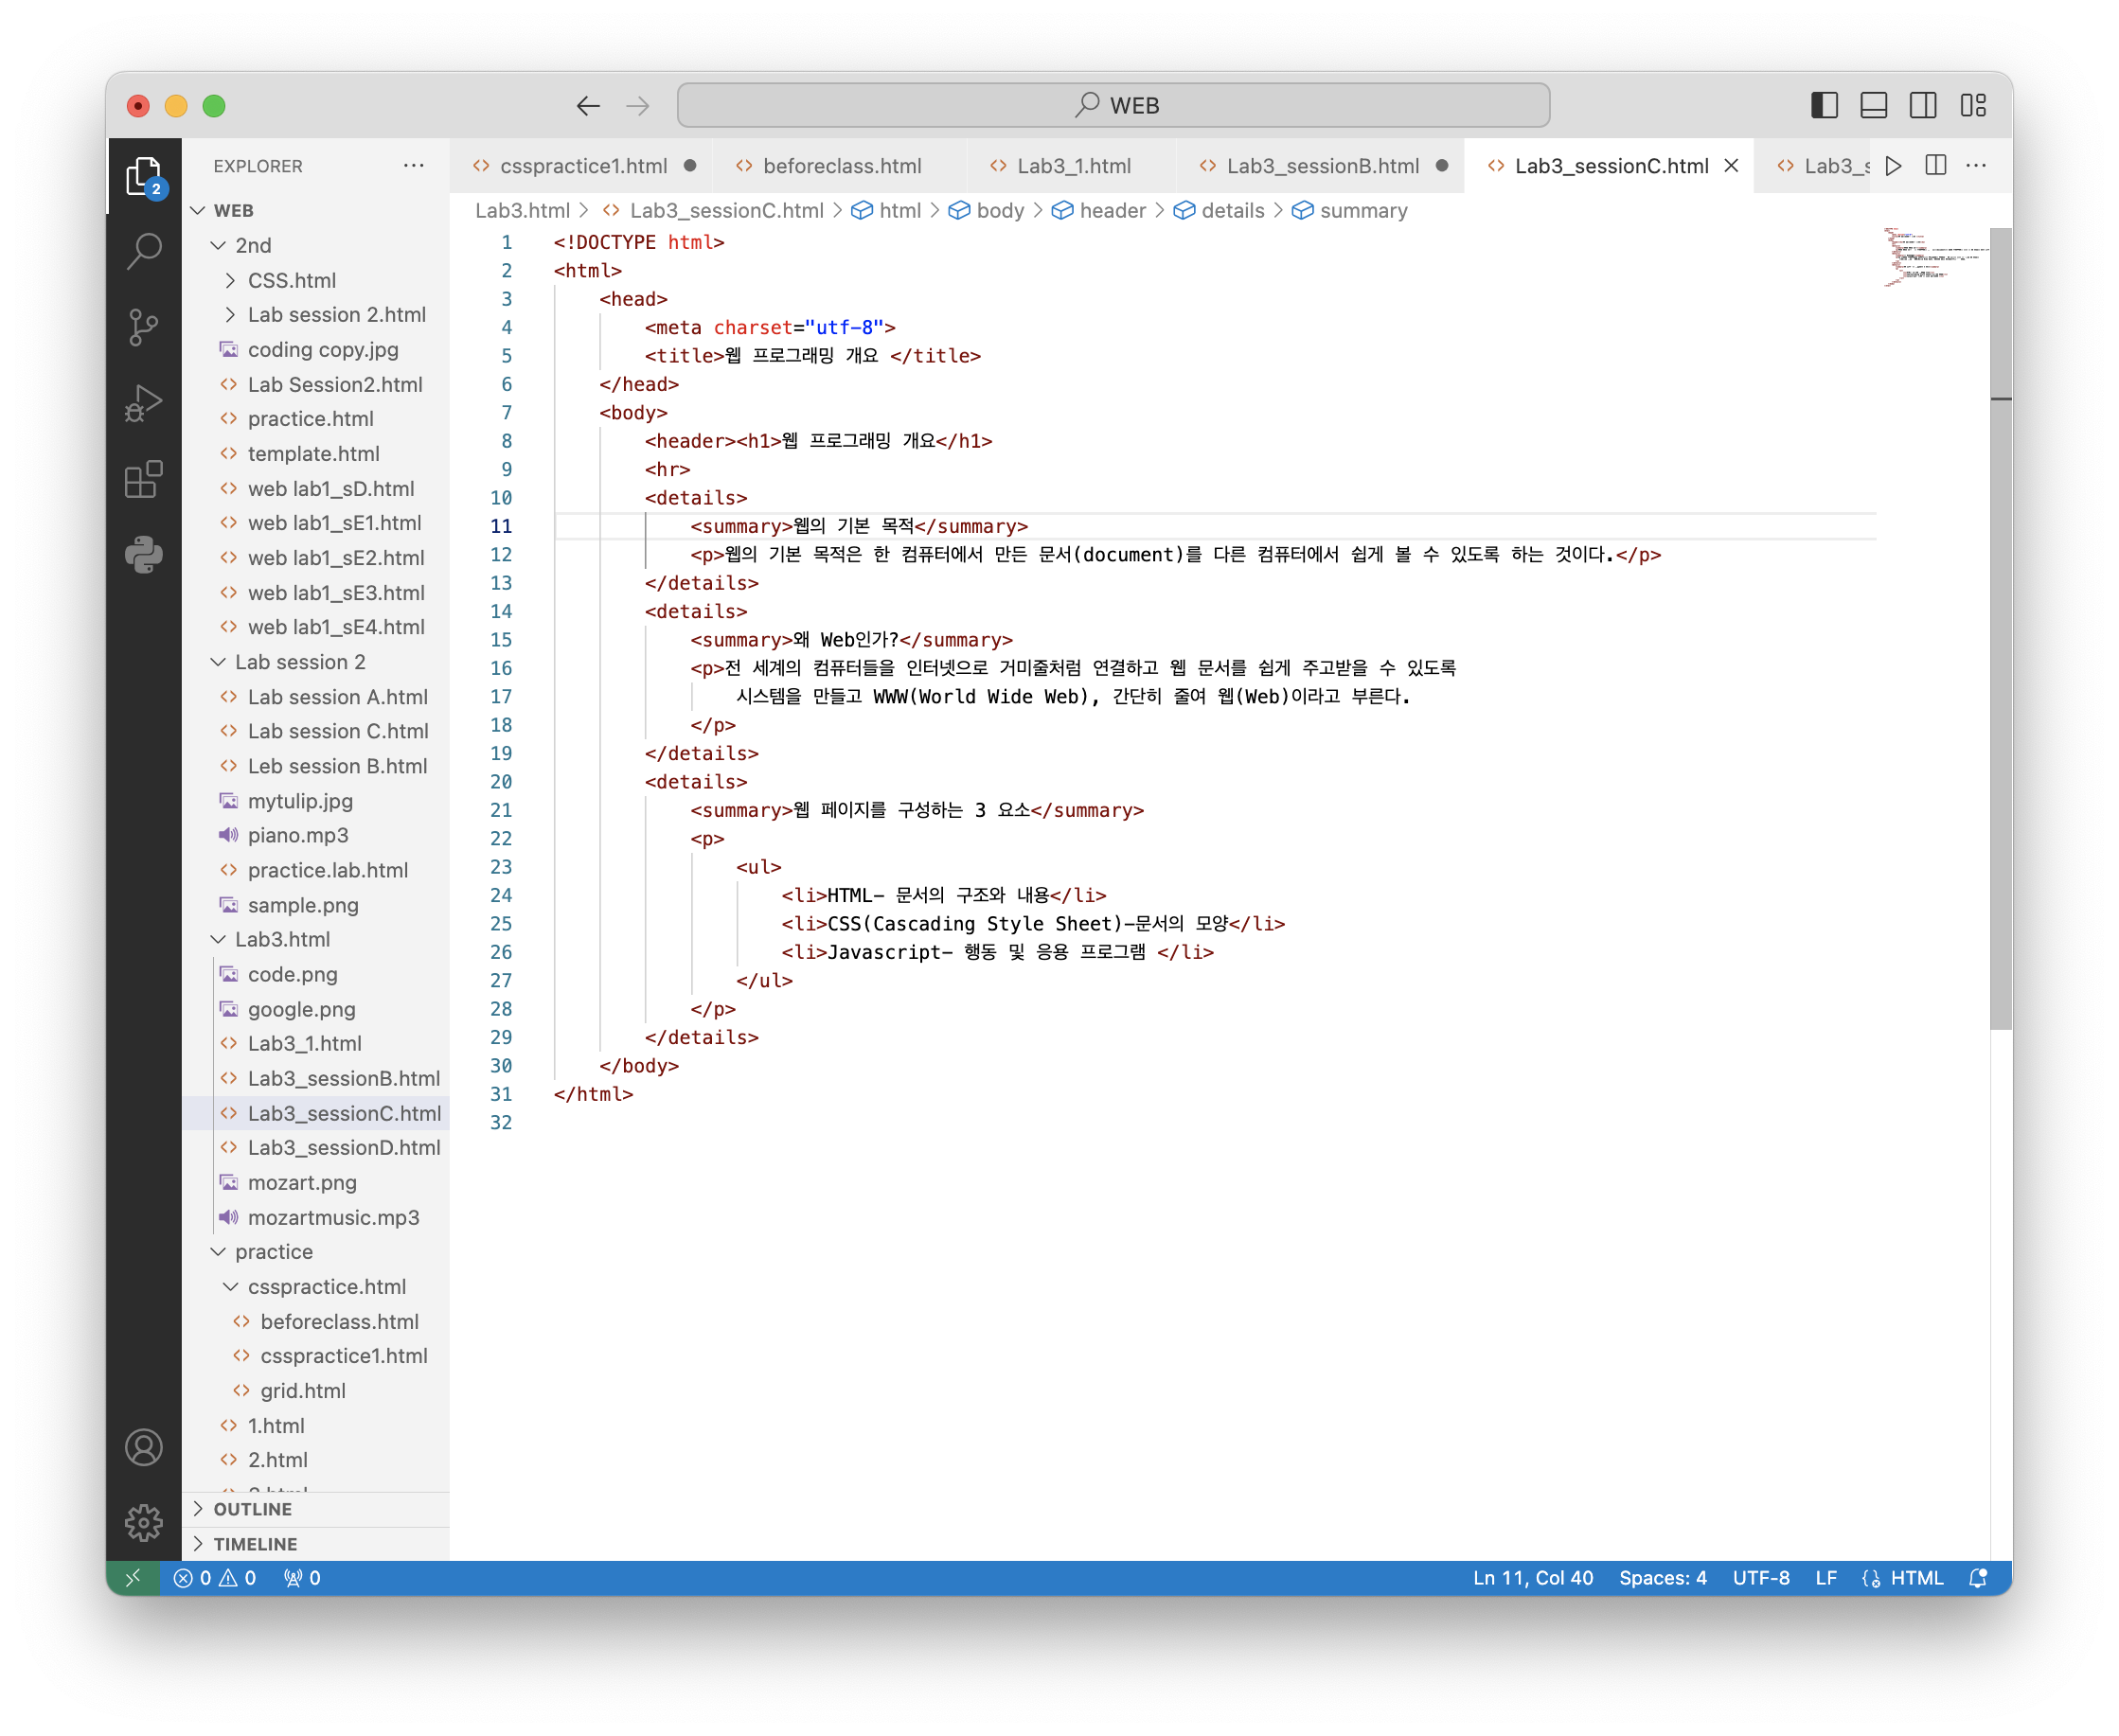 WEB
EXPLORER
WEB
2nd
CSS.html
Lab session 2.html
coding copy.jpg
Lab Session2.html
practice.html
template.html
web lab1_sD.html
web lab1_sE1.html
web lab1_sE2.html
web lab1_sE3.html
web lab1_sE4.html
Lab session 2
Lab session A.html
Lab session C.html
Leb session B.html
mytulip.jpg
piano.mp3
practice.lab.html
sample.png
Lab3.html
code.png
google.png
Lab3_1.html
Lab3_sessionB.html
Lab3_sessionC.html
Lab3_sessionD.html
mozart.png
mozartmusic.mp3
practice
csspractice.html
beforeclass.html
csspractice1.html
grid.html
1.html
2.html
OUTLINE
TIMELINE
2
csspractice1.html beforeclass.html Lab3_1.html Lab3_sessionB.html Lab3_sessionC.html Lab3_s
Lab3.html > Lab3_sessionC.html > html > body > header > details > summary
1 <!DOCTYPE html>
2 <html>
3 <head>
4 <meta charset="utf-8">
5 <title>웹 프로그래밍 개요 </title>
6 </head>
7 <body>
8 <header><h1>웹 프로그래밍 개요</h1>
9 <hr>
10 <details>
11 <summary>웹의 기본 목적</summary>
12 <p>웹의 기본 목적은 한 컴퓨터에서 만든 문서(document)를 다른 컴퓨터에서 쉽게 볼 수 있도록 하는 것이다.</p>
13 </details>
14 <details>
15 <summary>왜 Web인가?</summary>
16 <p>전 세계의 컴퓨터들을 인터넷으로 거미줄처럼 연결하고 웹 문서를 쉽게 주고받을 수 있도록
17 시스템을 만들고 WWW(World Wide Web), 간단히 줄여 웹(Web)이라고 부른다.
18 </p>
19 </details>
20 <details>
21 <summary>웹 페이지를 구성하는 3 요소</summary>
22 <p>
23 <ul>
24 <li>HTML- 문서의 구조와 내용</li>
25 <li>CSS(Cascading Style Sheet)-문서의 모양</li>
26 <li>Javascript- 행동 및 응용 프로그램 </li>
27 </ul>
28 </p>
29 </details>
30 </body>
31 </html>
32
0 0 0 Ln 11, Col 40 Spaces: 4 UTF-8 LF HTML